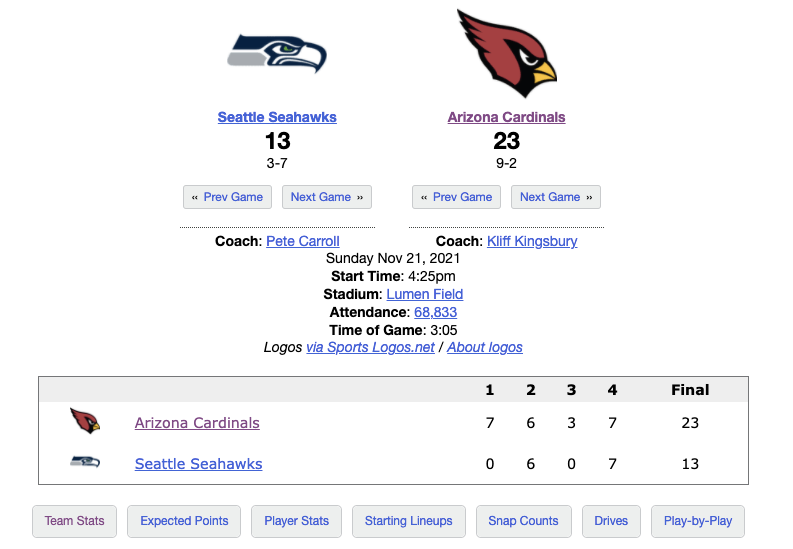 Seattle Seahawks Arizona Cardinals
13 23
3-7 9-2
‹‹ Prev Game Next Game ›› ‹‹ Prev Game Next Game ››
Coach: Pete Carroll Coach: Kliff Kingsbury
Sunday Nov 21, 2021
Start Time: 4:25pm
Stadium: Lumen Field
Attendance: 68,833
Time of Game: 3:05
Logos via Sports Logos.net / About logos
1 2 3 4 Final
Arizona Cardinals 7 6 3 7 23
Seattle Seahawks 0 6 0 7 13
Team Stats Expected Points Player Stats Starting Lineups Snap Counts Drives Play-by-Play